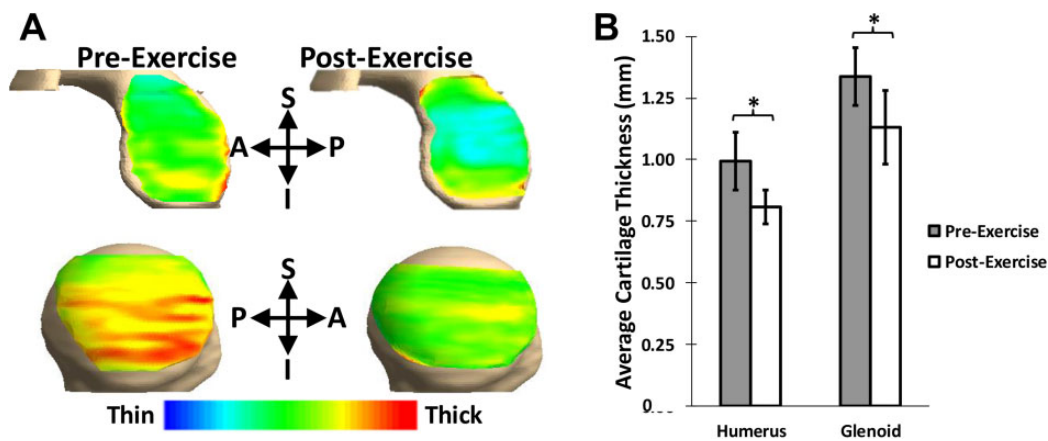 A
Pre-Exercise
Post-Exercise
S
A
P
I
S
P
A
I
Thin
Thick
B
Average Cartilage Thickness (mm)
1.50
1.25
1.00
0.75
0.50
0.25
*
*
Humerus
Glenoid
Pre-Exercise
Post-Exercise